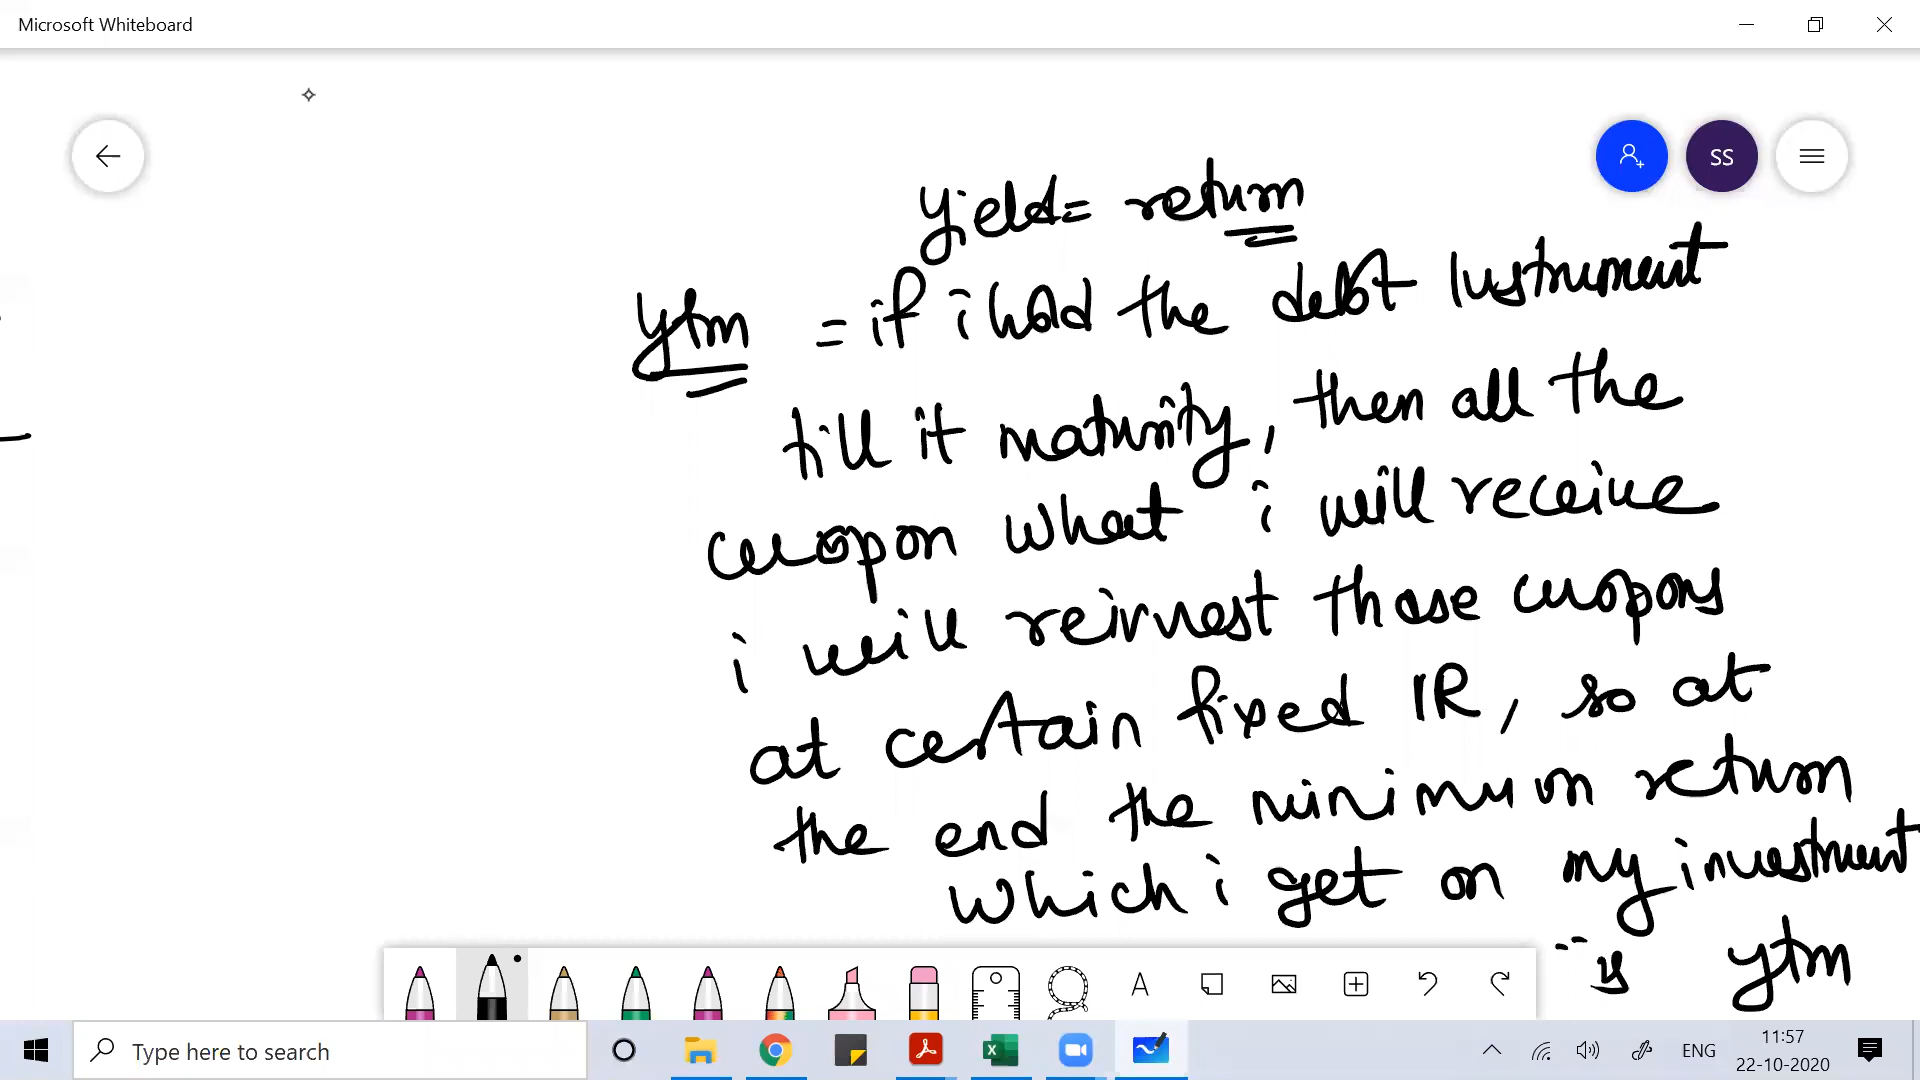 Microsoft Whiteboard
SS
yield = return
ytm = if i hold the debt Instrument
till it maturity, then all the
cuopon what i will receive
i will reinvest those cuopons
at certain fixed IR, so at
the end the minimum return
which i get on my investment
is ytm
A
Type here to search
ENG
11:57
22-10-2020